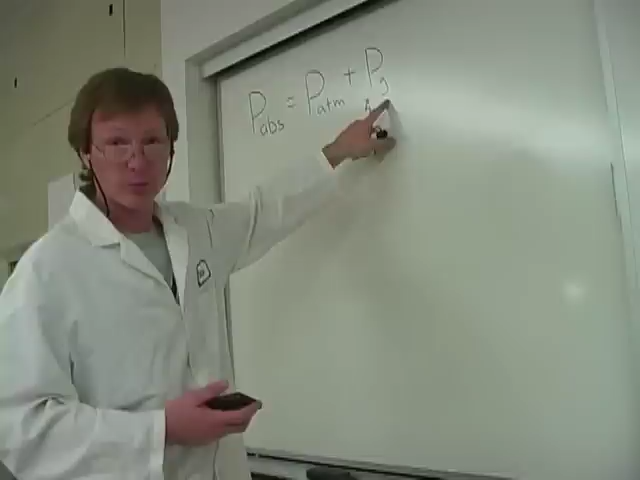 P_abs = P_atm + P_g